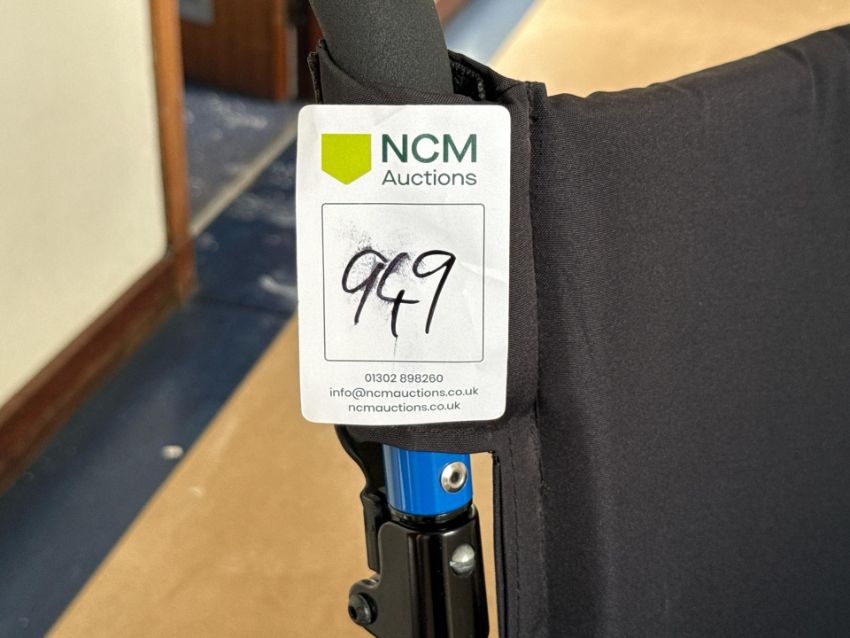 NCM
Auctions
949
01302 898260
info@ncmauctions.co.uk
ncmauctions.co.uk